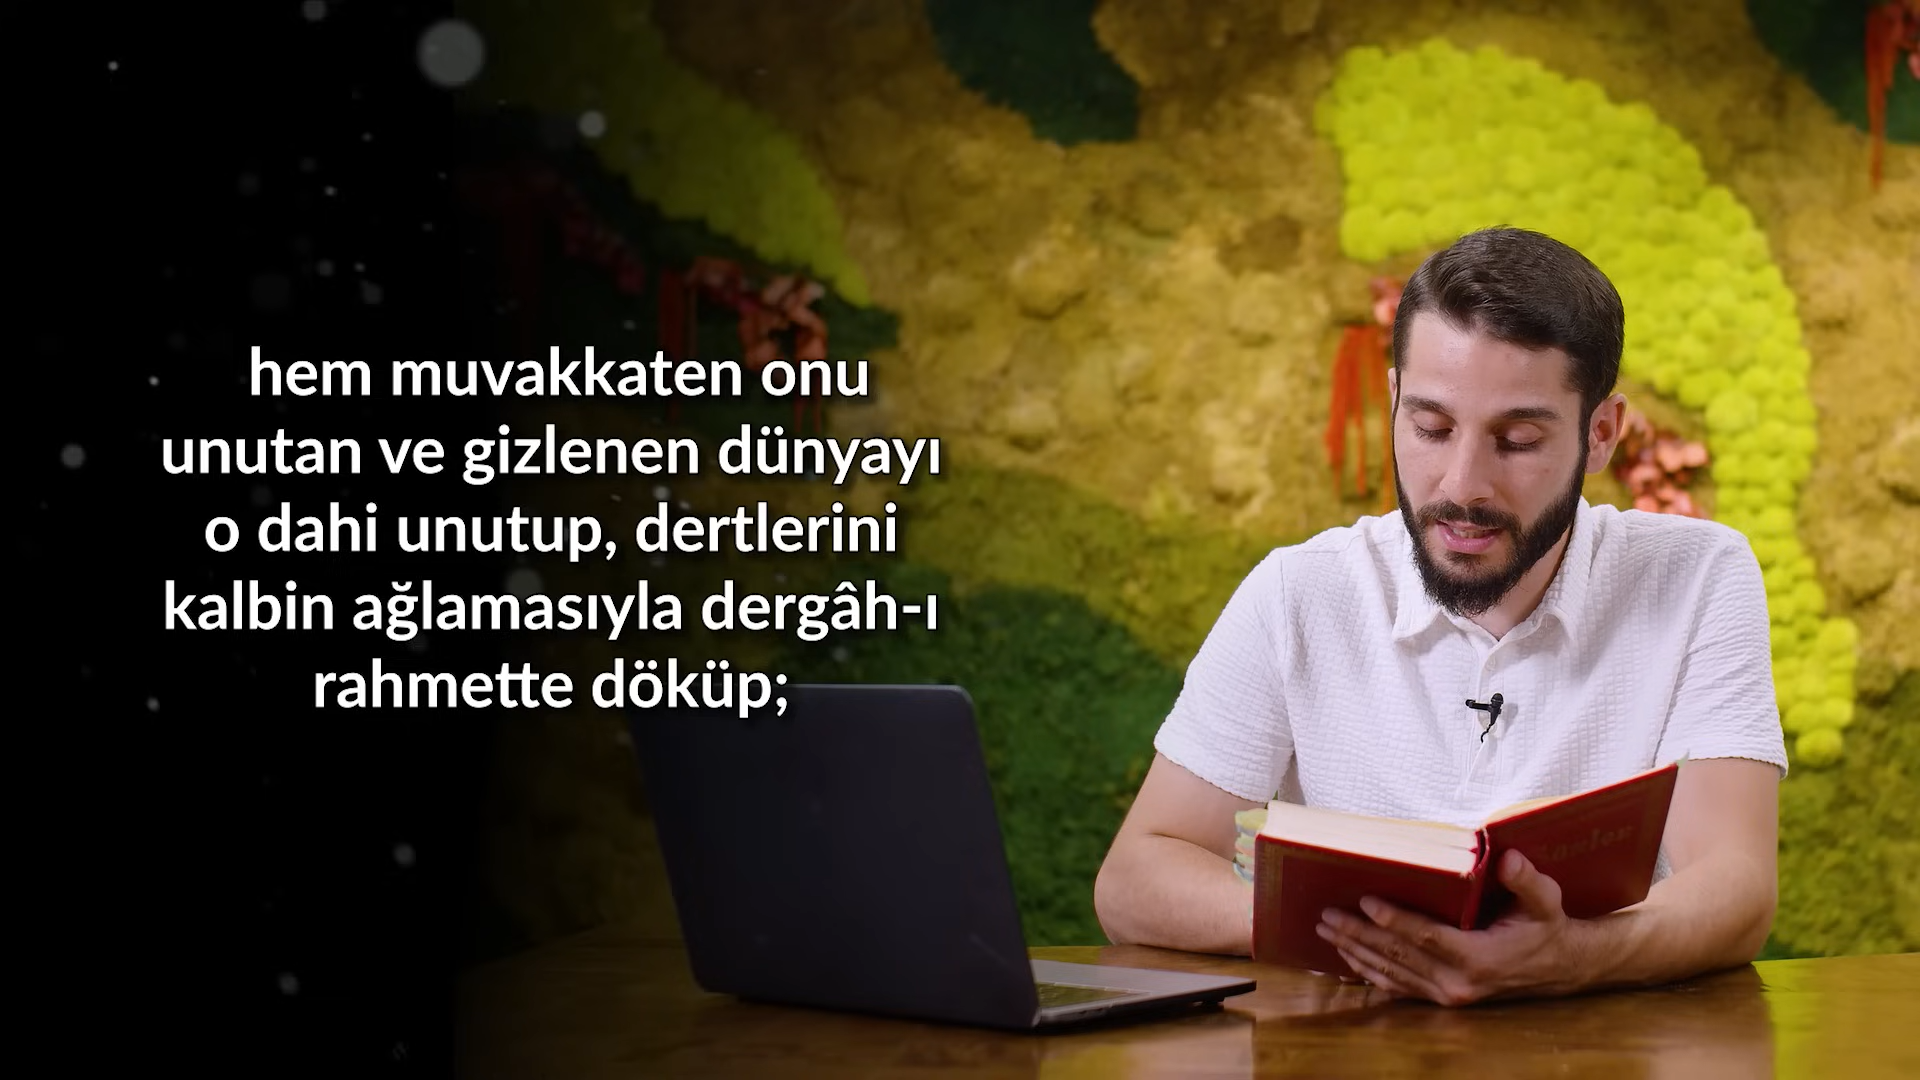 hem muvakkaten onu
unutan ve gizlenen dünyayı
o dahi unutup, dertlerini
kalbin ağlamasıyla dergâh-ı
rahmette döküp;